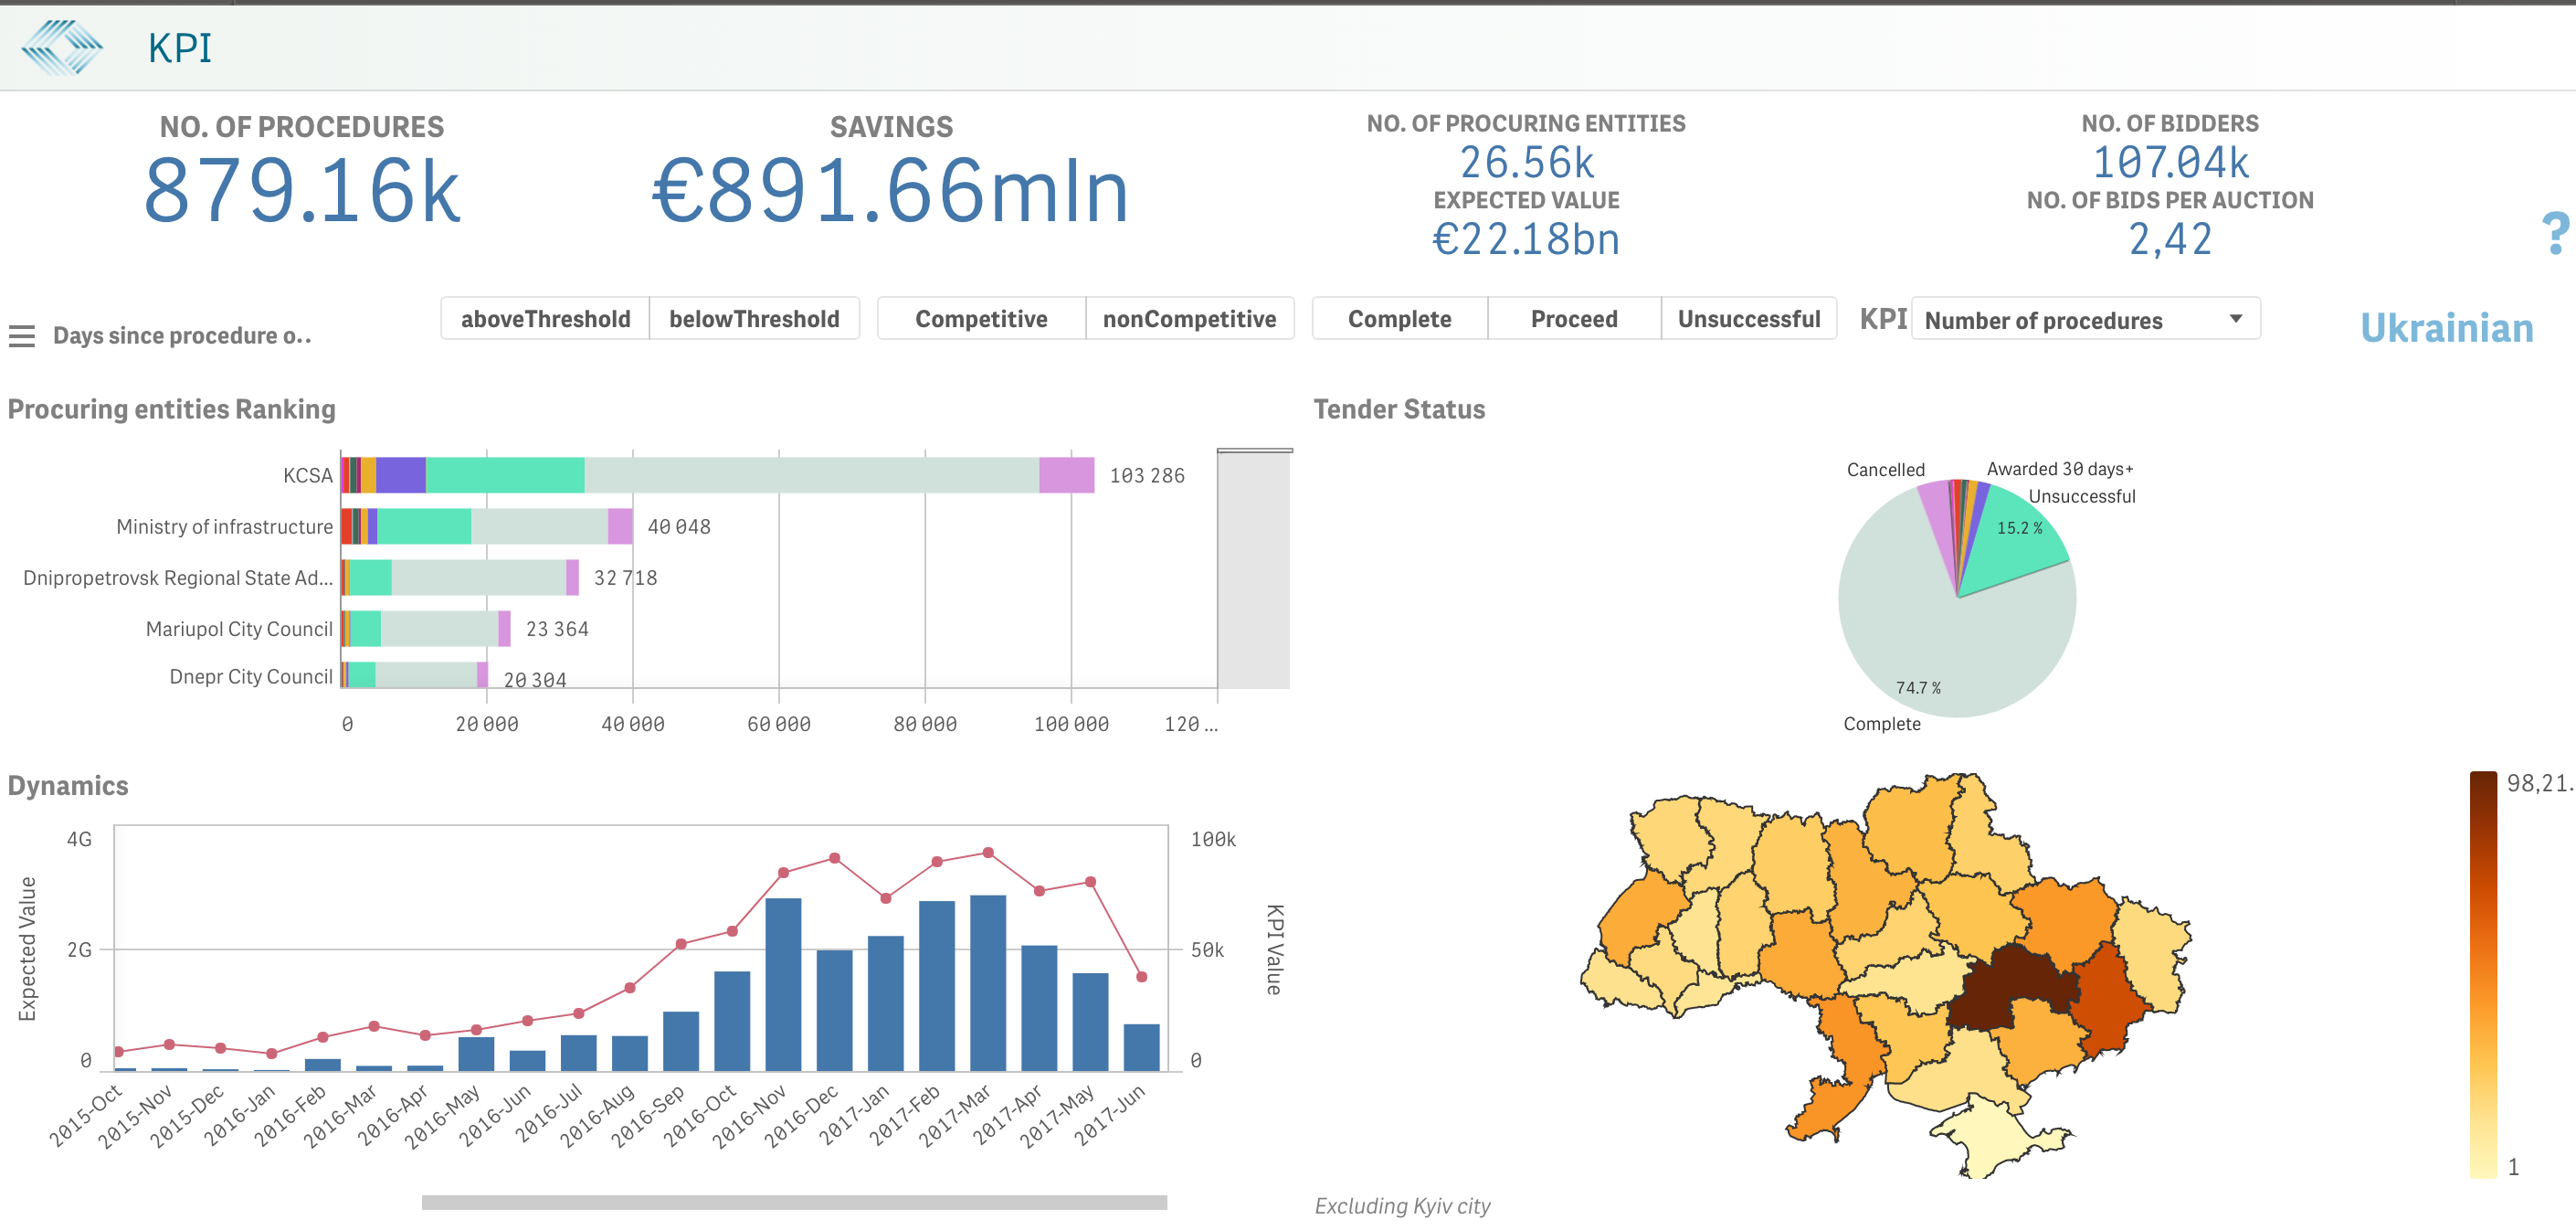 KPI
NO. OF PROCEDURES
879.16k
SAVINGS
€891.66mln
NO. OF PROCURING ENTITIES
26.56k
EXPECTED VALUE
€22.18bn
NO. OF BIDDERS
107.04k
NO. OF BIDS PER AUCTION
2,42
?
Days since procedure o..
aboveThreshold belowThreshold
Competitive nonCompetitive
Complete Proceed Unsuccessful
KPI Number of procedures
Ukrainian
Procuring entities Ranking
KCSA 103 286
Ministry of infrastructure 40 048
Dnipropetrovsk Regional State Ad... 32 718
Mariupol City Council 23 364
Dnepr City Council 20 304
0 20 000 40 000 60 000 80 000 100 000 120 ...
Tender Status
Cancelled
Awarded 30 days+
Unsuccessful
15.2 %
74.7 %
Complete
Dynamics
Expected Value
4G
2G
0
100k
50k
0
KPI Value
2015-Oct
2015-Nov
2015-Dec
2016-Jan
2016-Feb
2016-Mar
2016-Apr
2016-May
2016-Jun
2016-Jul
2016-Aug
2016-Sep
2016-Oct
2016-Nov
2016-Dec
2017-Jan
2017-Feb
2017-Mar
2017-Apr
2017-May
2017-Jun
98,21.
1
Excluding Kyiv city